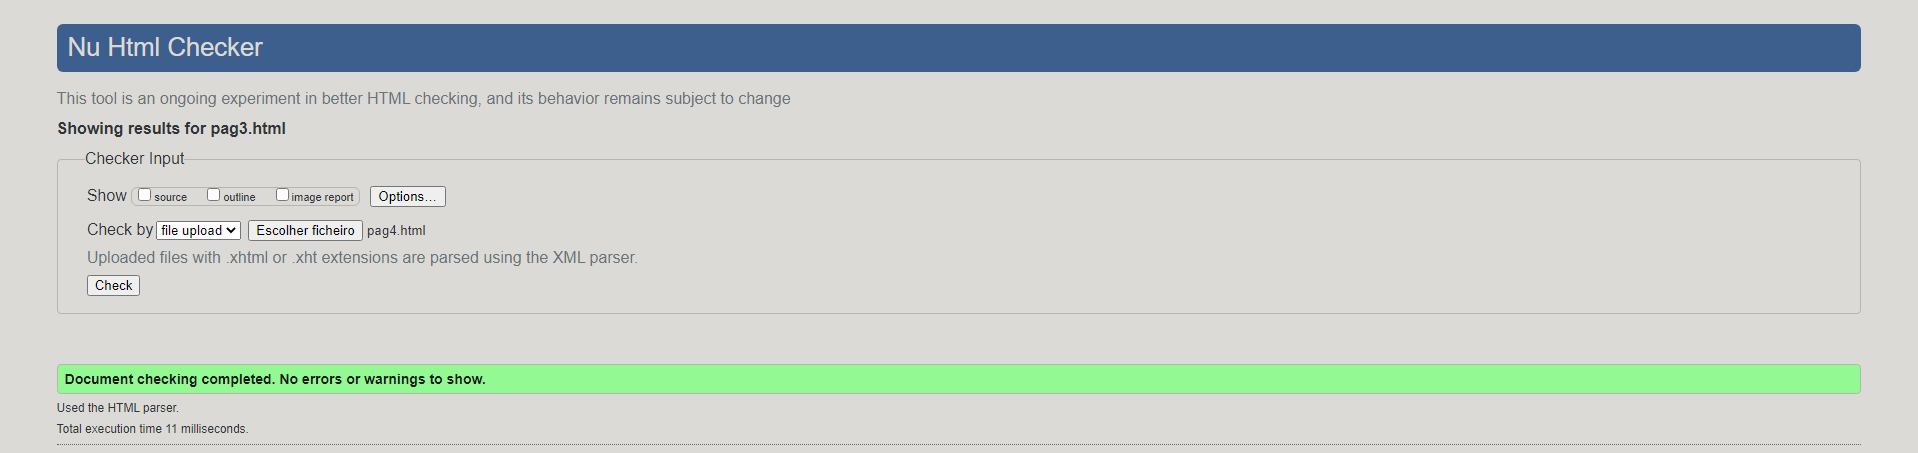 Nu Html Checker
This tool is an ongoing experiment in better HTML checking, and its behavior remains subject to change
Showing results for pag3.html
Checker Input
Show source outline image report Options...
Check by file upload Escolher ficheiro pag4.html
Uploaded files with .xhtml or .xht extensions are parsed using the XML parser.
Check
Document checking completed. No errors or warnings to show.
Used the HTML parser.
Total execution time 11 milliseconds.